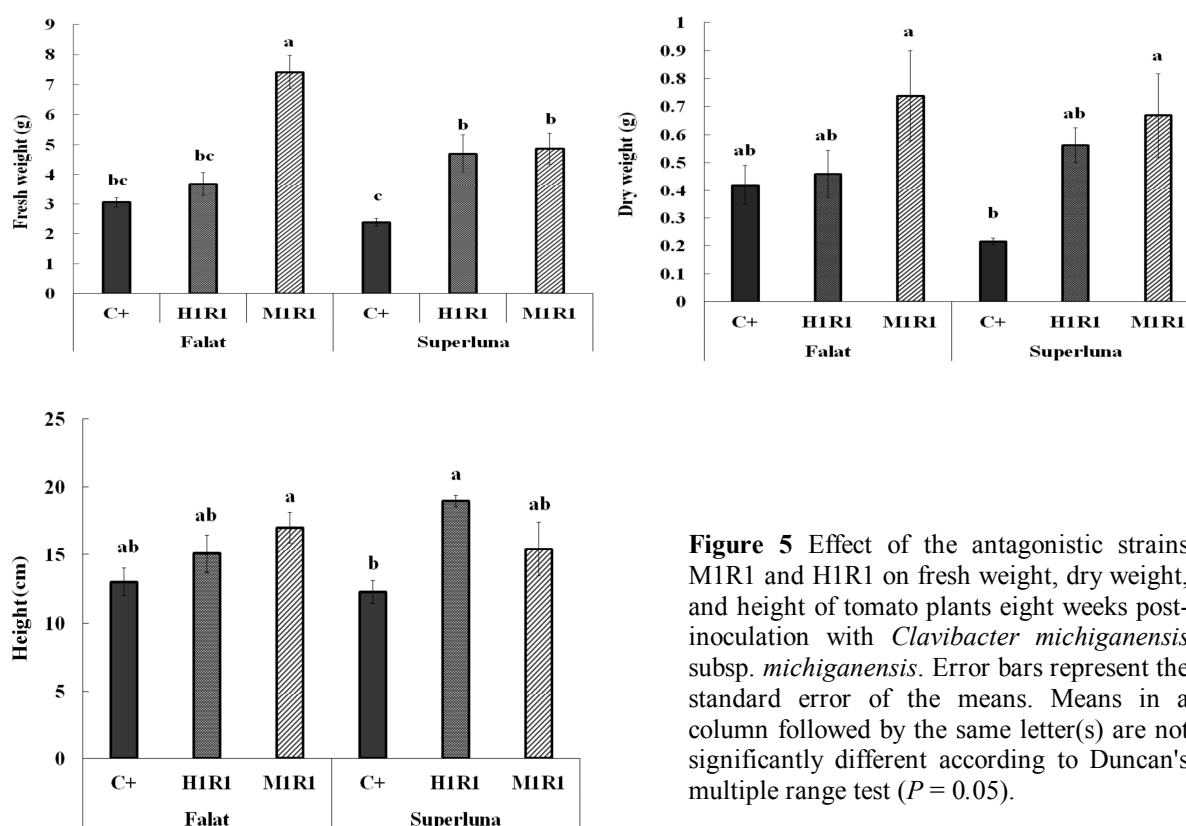 9
8
7
6
5
4
3
2
1
0
Fresh weight (g)
bc
bc
a
c
b
b
C+ H1R1 M1R1 C+ H1R1 M1R1
Falat Superluna
1
0.9
0.8
0.7
0.6
0.5
0.4
0.3
0.2
0.1
0
Dry weight (g)
ab
ab
a
b
ab
a
C+ H1R1 M1R1 C+ H1R1 M1R1
Falat Superluna
25
20
15
10
5
0
Height (cm)
ab
ab
a
b
a
ab
C+ H1R1 M1R1 C+ H1R1 M1R1
Falat Superluna
Figure 5 Effect of the antagonistic strains
M1R1 and H1R1 on fresh weight, dry weight,
and height of tomato plants eight weeks post-
inoculation with Clavibacter michiganensis
subsp. michiganensis. Error bars represent the
standard error of the means. Means in a
column followed by the same letter(s) are not
significantly different according to Duncan's
multiple range test (P = 0.05).